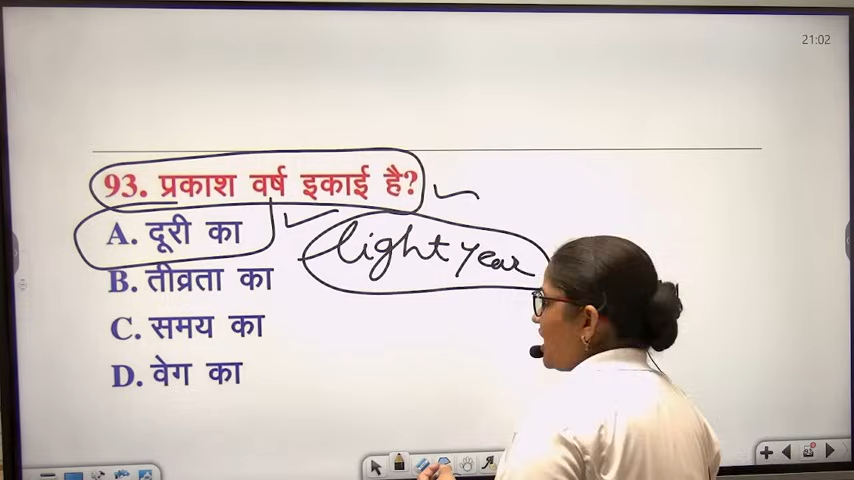 21:02
93. प्रकाश वर्ष इकाई है?
A. दूरी का
light year
B. तीव्रता का
C. समय का
D. वेग का